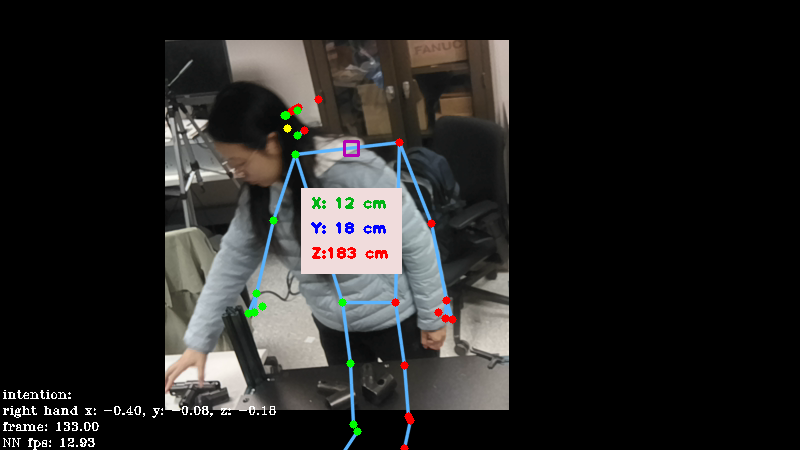 FANUC
X: 12 cm
Y: 18 cm
Z:183 cm
intention:
right hand x: -0.40, y: -0.08, z: -0.18
frame: 133.00
NN fps: 12.93